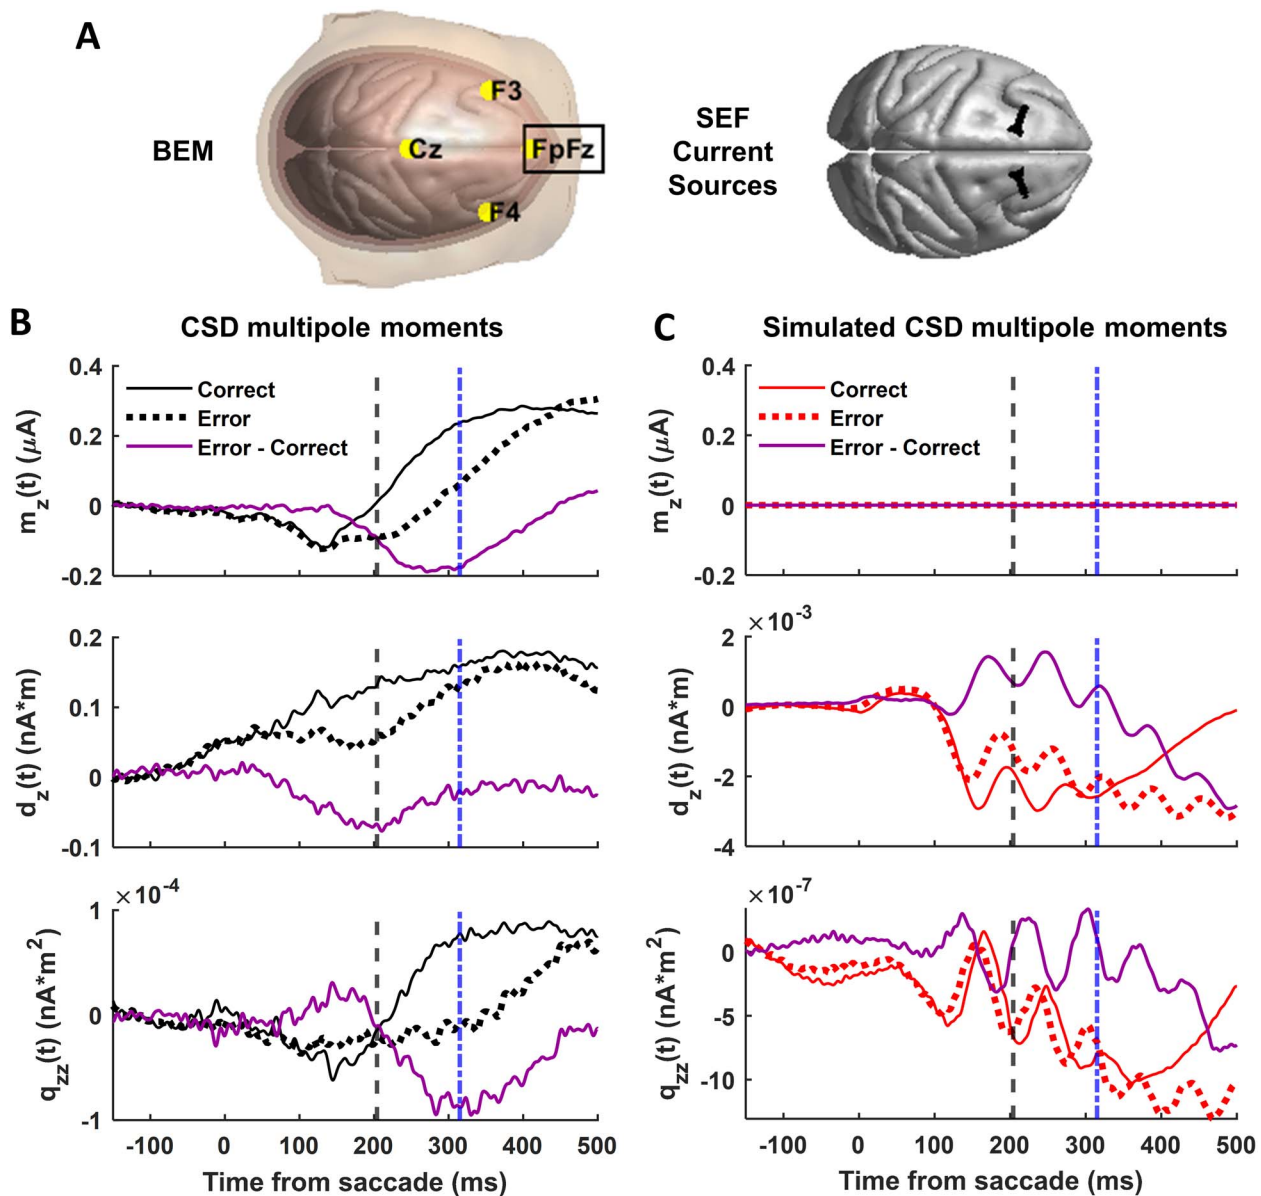 A
BEM
F3
Cz
FpFz
F4
SEF
Current
Sources
B
CSD multipole moments
Correct
Error
Error - Correct
m_z(t) (μA)
0.4
0.2
0
-0.2
d_z(t) (nA*m)
0.2
0.1
0
-0.1
×10^-4
q_zz(t) (nA*m^2)
1
0
-1
-100 0 100 200 300 400 500
Time from saccade (ms)
C
Simulated CSD multipole moments
Correct
Error
Error - Correct
m_z(t) (μA)
0.4
0.2
0
-0.2
×10^-3
d_z(t) (nA*m)
2
0
-2
-4
×10^-7
q_zz(t) (nA*m^2)
0
-5
-10
-100 0 100 200 300 400 500
Time from saccade (ms)